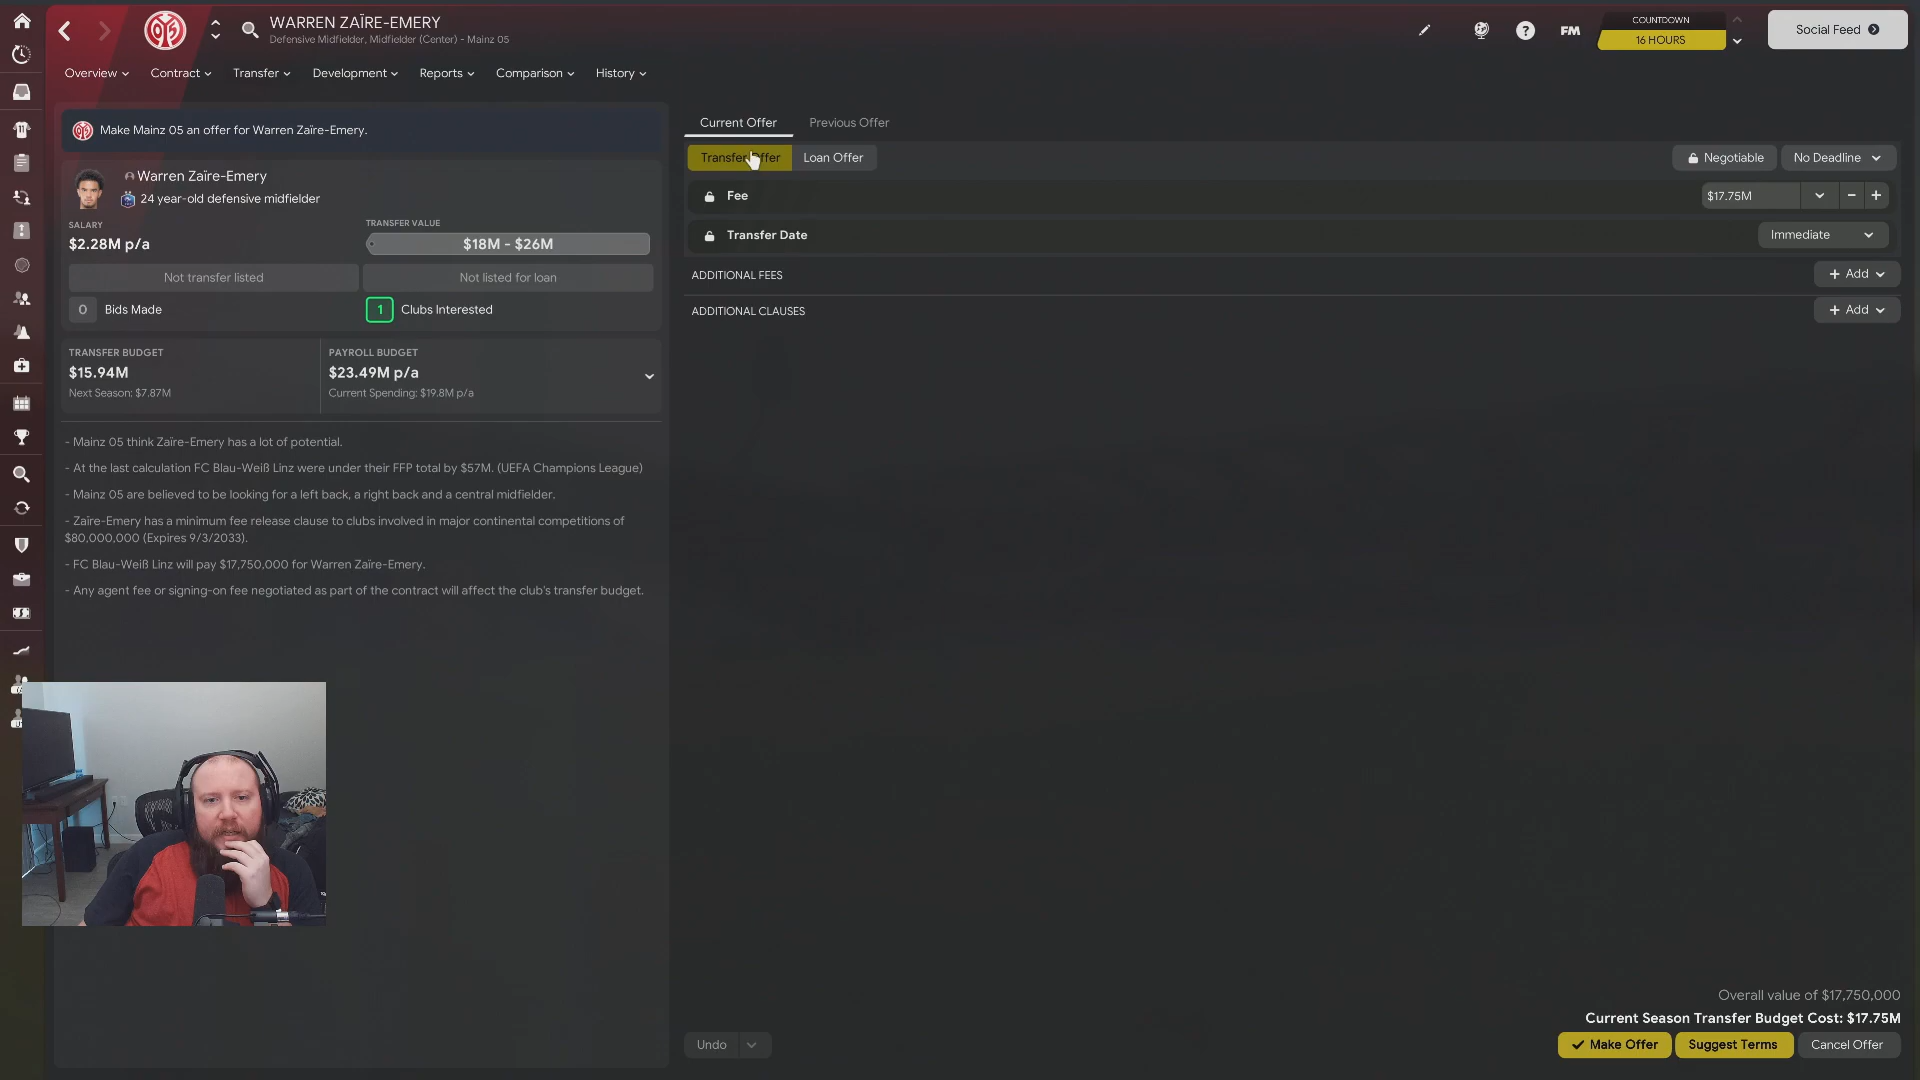 WARREN ZAÏRE-EMERY
Defensive Midfielder, Midfielder (Center) - Mainz 05
FM
COUNTDOWN
16 HOURS
Social Feed
Overview
Contract
Transfer
Development
Reports
Comparison
History
Make Mainz 05 an offer for Warren Zaïre-Emery.
Warren Zaïre-Emery
24 year-old defensive midfielder
SALARY
$2.28M p/a
TRANSFER VALUE
$18M - $26M
Not transfer listed
Not listed for loan
0 Bids Made
1 Clubs Interested
TRANSFER BUDGET
$15.94M
Next Season: $7.87M
PAYROLL BUDGET
$23.49M p/a
Current Spending: $19.8M p/a
- Mainz 05 think Zaïre-Emery has a lot of potential.
- At the last calculation FC Blau-Weiß Linz were under their FFP total by $57M. (UEFA Champions League)
- Mainz 05 are believed to be looking for a left back, a right back and a central midfielder.
- Zaïre-Emery has a minimum fee release clause to clubs involved in major continental competitions of
$80,000,000 (Expires 9/3/2033).
- FC Blau-Weiß Linz will pay $17,750,000 for Warren Zaïre-Emery.
- Any agent fee or signing-on fee negotiated as part of the contract will affect the club's transfer budget.
Current Offer
Previous Offer
Transfer Offer
Loan Offer
Negotiable
No Deadline
Fee
$17.75M
Transfer Date
Immediate
ADDITIONAL FEES
+ Add
ADDITIONAL CLAUSES
+ Add
Overall value of $17,750,000
Current Season Transfer Budget Cost: $17.75M
Undo
Make Offer
Suggest Terms
Cancel Offer